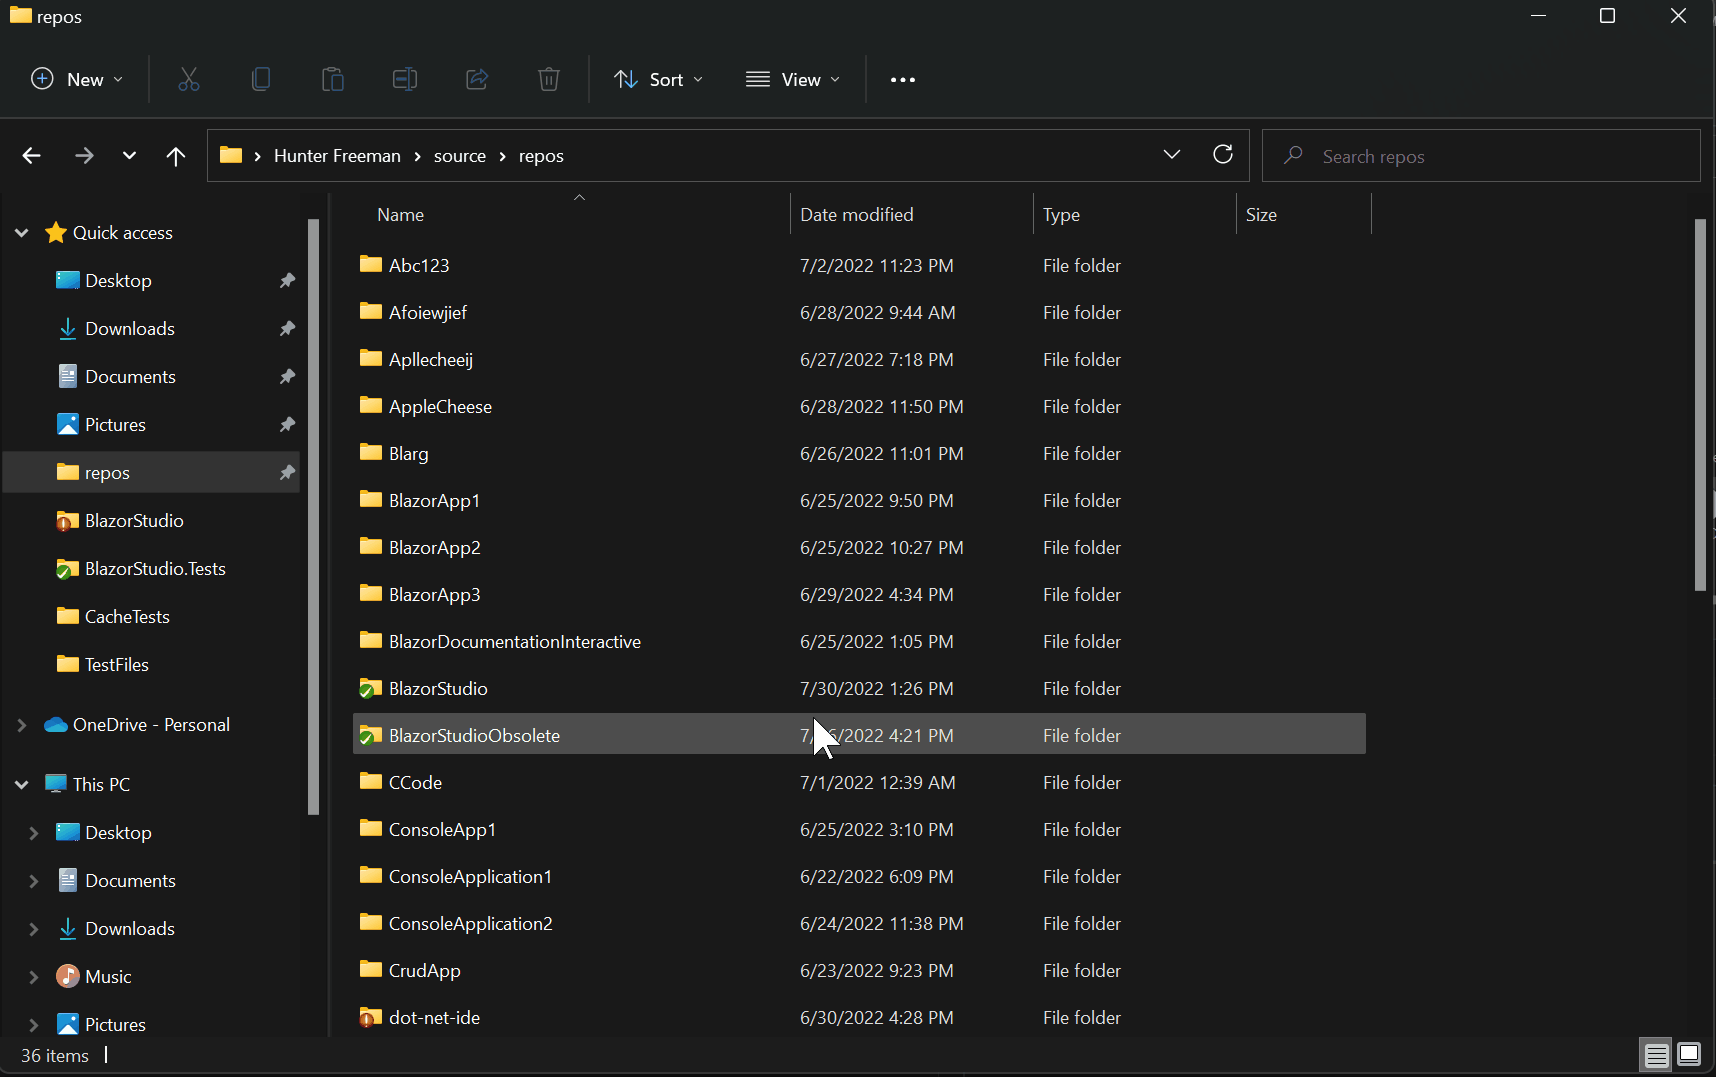 repos
New
Sort
View
Hunter Freeman > source > repos
Search repos
Name Date modified Type Size
Quick access
Desktop
Downloads
Documents
Pictures
repos
BlazorStudio
BlazorStudio.Tests
CacheTests
TestFiles
OneDrive - Personal
This PC
Desktop
Documents
Downloads
Music
Pictures
Abc123 7/2/2022 11:23 PM File folder
Afoiewjief 6/28/2022 9:44 AM File folder
Apllecheeij 6/27/2022 7:18 PM File folder
AppleCheese 6/28/2022 11:50 PM File folder
Blarg 6/26/2022 11:01 PM File folder
BlazorApp1 6/25/2022 9:50 PM File folder
BlazorApp2 6/25/2022 10:27 PM File folder
BlazorApp3 6/29/2022 4:34 PM File folder
BlazorDocumentationInteractive 6/25/2022 1:05 PM File folder
BlazorStudio 7/30/2022 1:26 PM File folder
BlazorStudioObsolete 4:21 PM File folder
CCode 7/1/2022 12:39 AM File folder
ConsoleApp1 6/25/2022 3:10 PM File folder
ConsoleApplication1 6/22/2022 6:09 PM File folder
ConsoleApplication2 6/24/2022 11:38 PM File folder
CrudApp 6/23/2022 9:23 PM File folder
dot-net-ide 6/30/2022 4:28 PM File folder
36 items